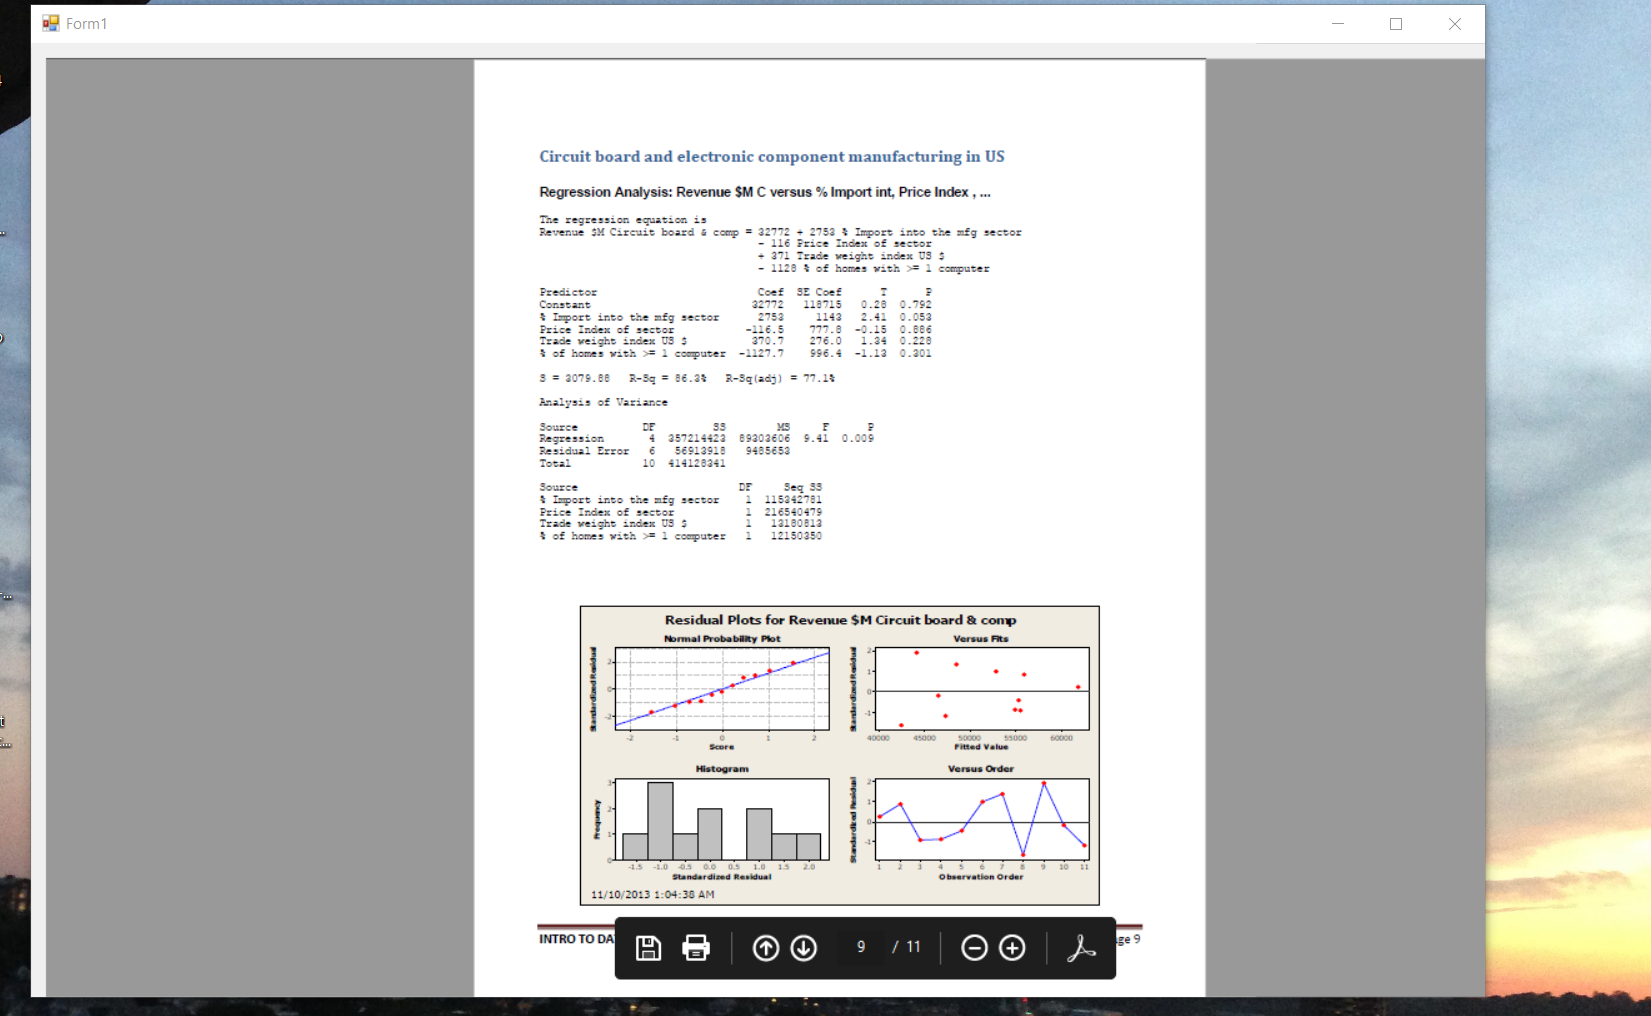 Form1
Circuit board and electronic component manufacturing in US
Regression Analysis: Revenue $M C versus % Import int, Price Index , ...
The regression equation is
Revenue $M Circuit board & comp = 32772 + 2753 % Import into the mfg sector
- 116 Price Index of sector
+ 371 Trade weight index US $
- 1128 % of homes with >= 1 computer
Predictor Coef SE Coef T P
Constant 32772 118715 0.28 0.792
% Import into the mfg sector 2753 1143 2.41 0.053
Price Index of sector -116.5 777.8 -0.15 0.886
Trade weight index US $ 370.7 276.0 1.34 0.228
% of homes with >= 1 computer -1127.7 996.4 -1.13 0.301
S = 3079.88 R-Sq = 86.3% R-Sq(adj) = 77.1%
Analysis of Variance
Source DF SS MS F P
Regression 4 357214423 89303606 9.41 0.009
Residual Error 6 56913918 9485653
Total 10 414128341
Source DF Seq SS
% Import into the mfg sector 1 115342781
Price Index of sector 1 216540479
Trade weight index US $ 1 13180813
% of homes with >= 1 computer 1 12150350
Residual Plots for Revenue $M Circuit board & comp
Normal Probability Plot
Standardized Residual
2
0
-2
-2 -1 0 1 2
Score
Versus Fits
Standardized Residual
2
1
0
-1
40000 45000 50000 55000 60000
Fitted Value
Histogram
Frequency
3
2
1
0
-1.5 -1.0 -0.5 0.0 0.5 1.0 1.5 2.0
Standardized Residual
Versus Order
Standardized Residual
2
1
0
-1
1 2 3 4 5 6 7 8 9 10 11
Observation Order
11/10/2013 1:04:38 AM
INTRO TO DA
ge 9
9 / 11